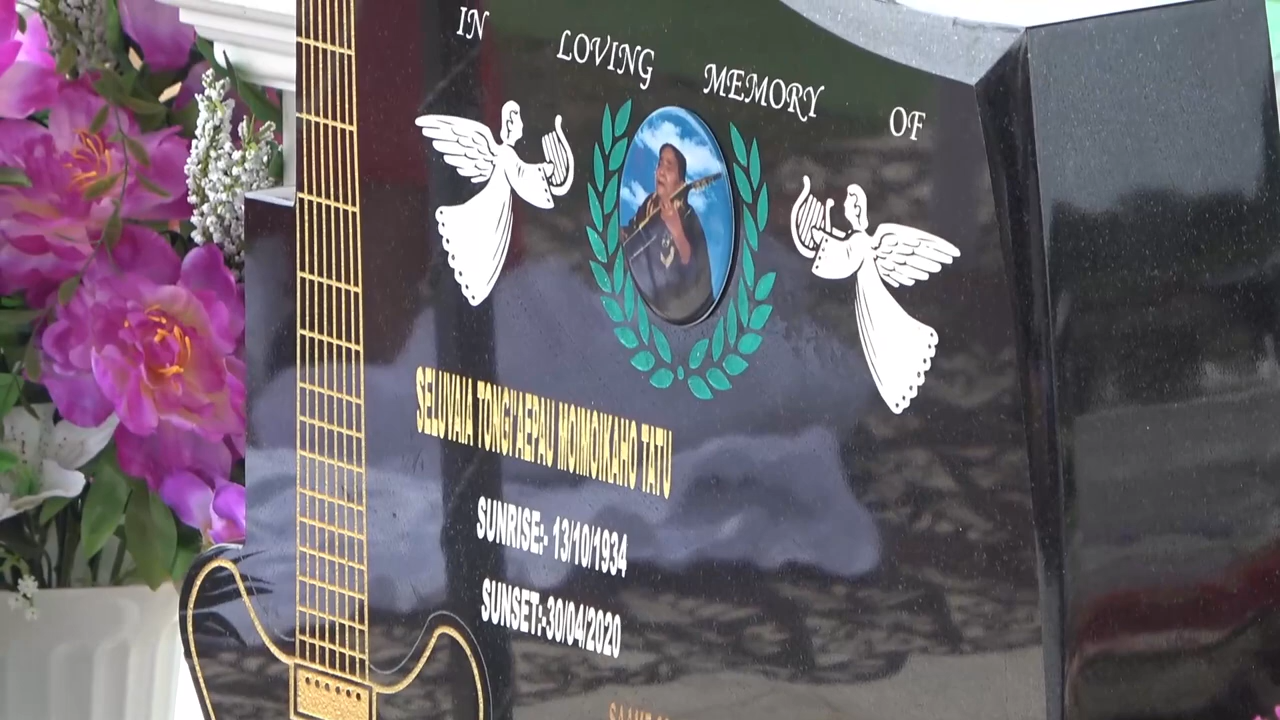 IN LOVING MEMORY OF
SELUVAIA TONGI'AEPAU MOIMOIKAHO TATU
SUNRISE:- 13/10/1934
SUNSET:-30/04/2020